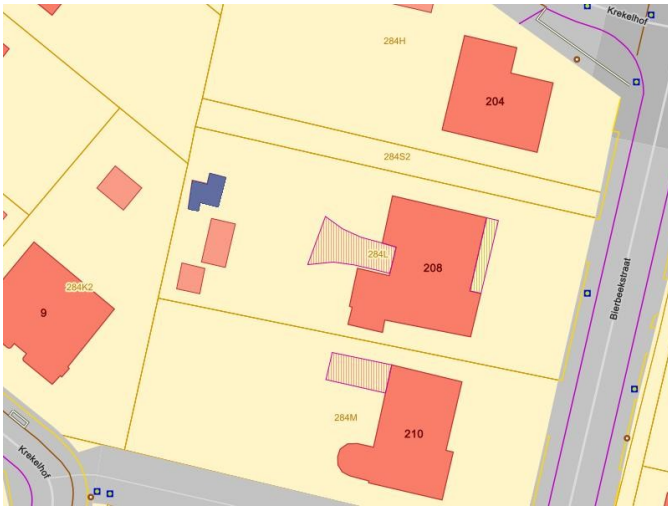 Krekelhof
284H
204
284S2
284L
208
Bierbeekstraat
284K2
9
284M
210
Krekelhof